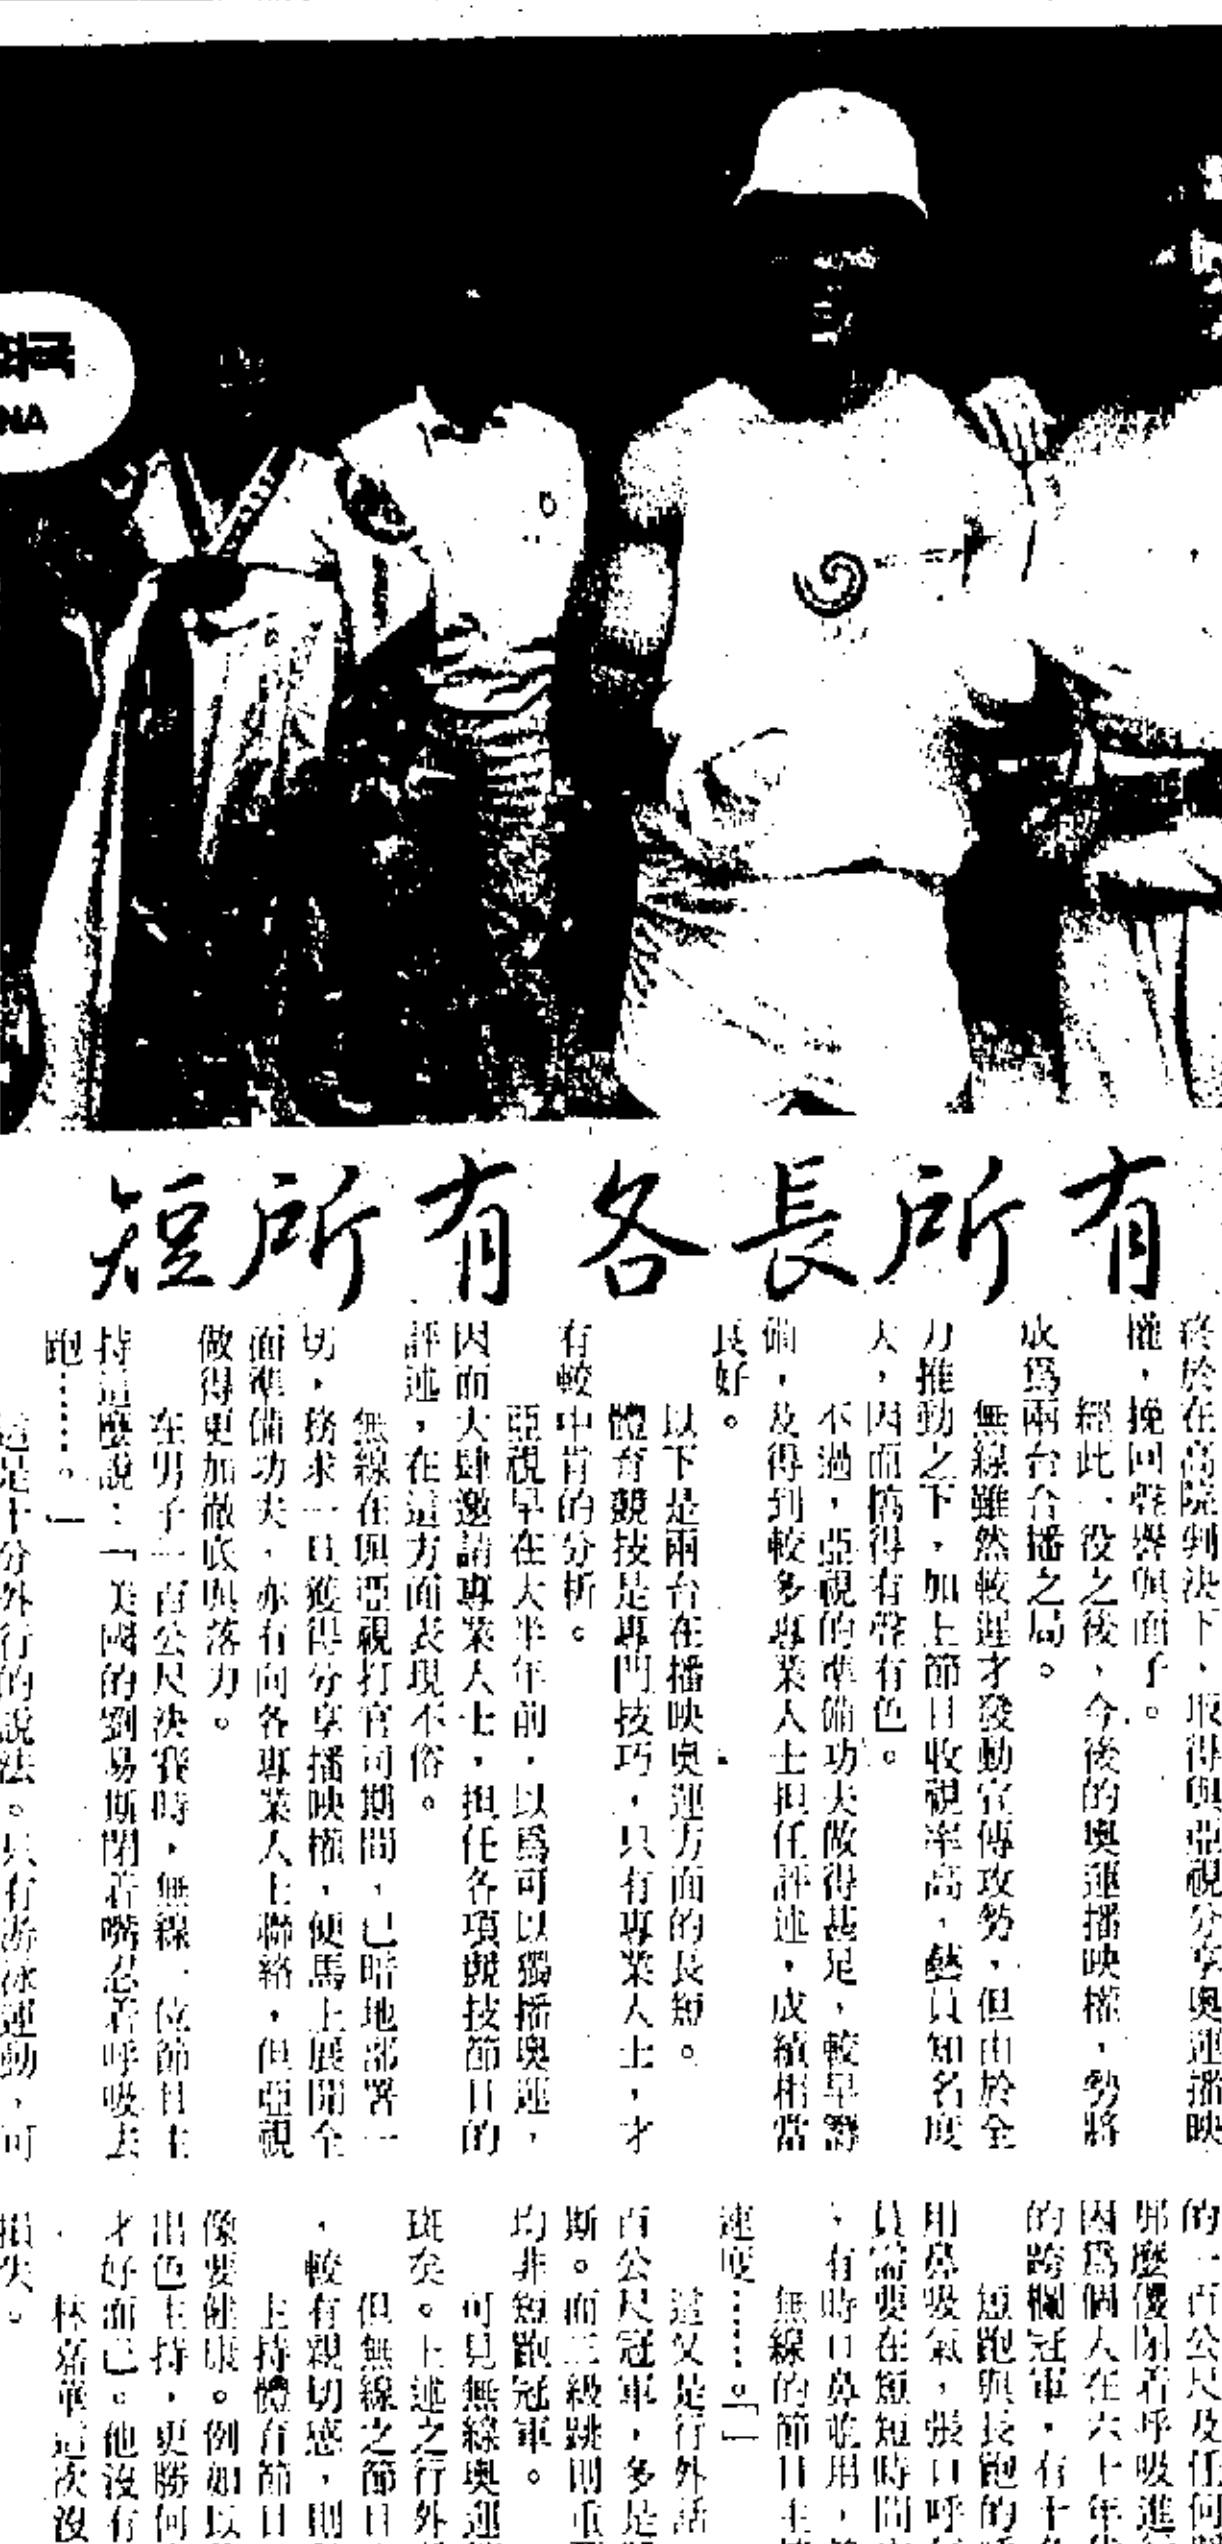 NA
有所長各有所短
終於在高院判決下，取得與亞視分享奧運播映
權，挽回聲譽與面子。
經此一役之後，今後的奧運播映權，勢將
成為兩台合播之局。
無線雖然較遲才發動宣傳攻勢，但由於全
力推動之下，加上節目收視率高，藝員知名度
大，因而搞得有聲有色。
不過，亞視的準備功夫做得甚足，較早籌
備，及得到較多專業人士担任評述，成績相當
良好。
以下是兩台在播映奧運方面的長短。
體育競技是專門技巧，只有專業人士，才
有較中肯的分析。
亞視早在大半年前，以爲可以獨播奧運，
因而大肆邀請專業人士，担任各項競技節目的
評述，在這方面表現不俗。
無線在與亞視打官司期間，已暗地部署一
切，務求一旦獲得分享播映權，便馬上展開全
面準備功夫，亦有向各專業人士聯絡，但亞視
做得更加徹底與落力。
在男子一百公尺決賽時，無線一位節目主
持這麼說：「美國的劉易斯閉着嘴忍着呼吸去
跑……。」
這是十分外行的說法。只有游泳運動，可
的一百公尺及任何
那麼傻閉着呼吸進
因爲個人在六十年
的跨欄冠軍，有十
短跑與長跑的
用鼻吸氣，張口呼
員需要在短短時間
，有時口鼻並用，
無線的節目主
速度……。」
這又是行外話
百公尺冠軍，多是
斯。而三級跳則重
均非短跑冠軍。
可見無線奧運
斑矣。上述之行外
但無線之節目
，較有親切感，則
主持體育節目
像要健康。例如以
出色主持，更勝何
才好而已。他沒有
林嘉華這次沒
損失。